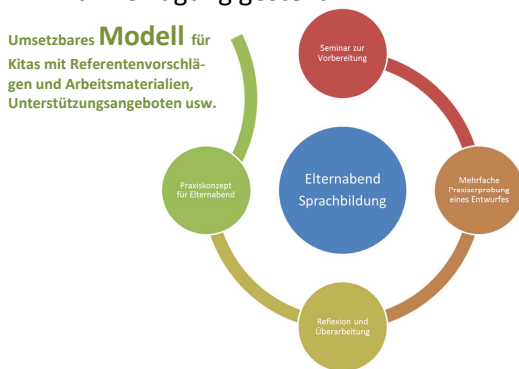 Umsetzbares Modell für
Kitas mit Referentenvorschlä-
gen und Arbeitsmaterialien,
Unterstützungsangeboten usw.
Seminar zur
Vorbereitung
Elternabend
Sprachbildung
Mehrfache
Praxiserprobung
eines Entwurfes
Praxiskonzept
für Elternabend
Reflexion und
Überarbeitung